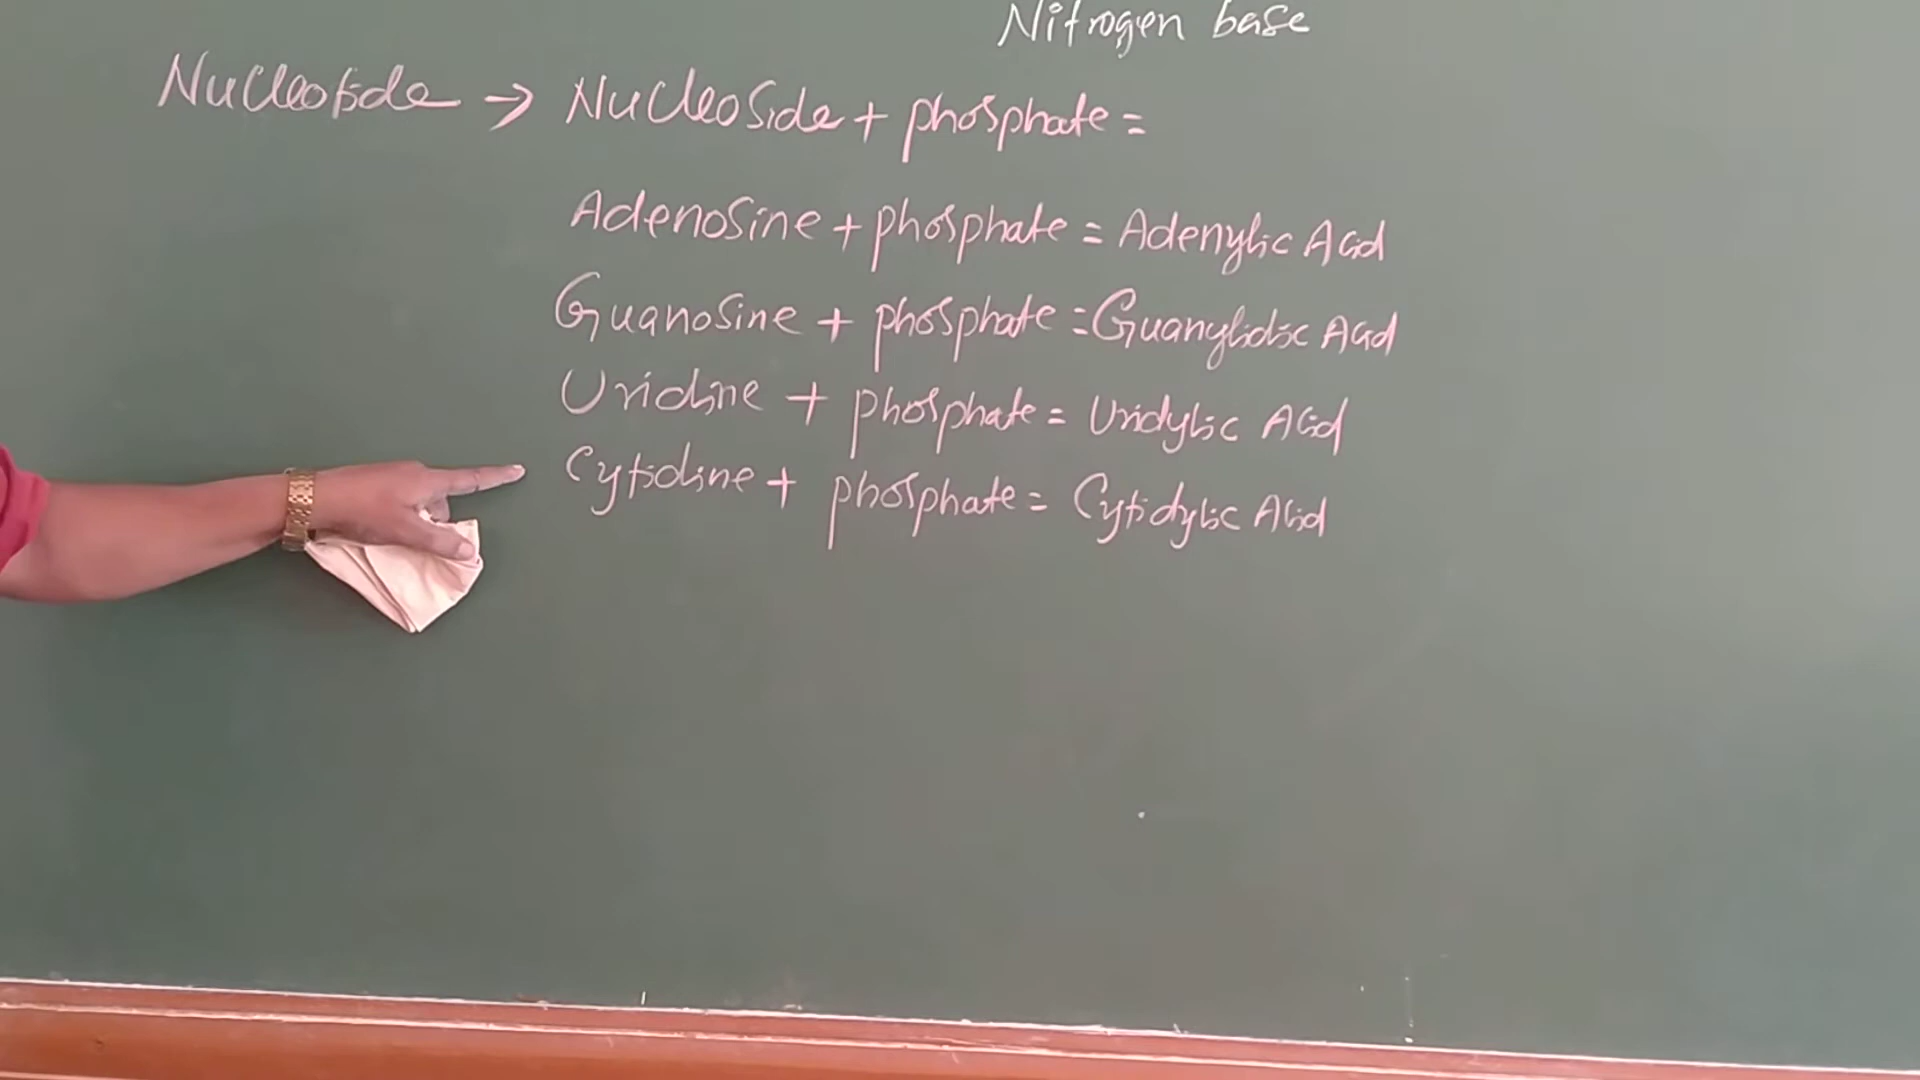 Nitrogen base
Nucleotide → Nucleoside + phosphate =
Adenosine + phosphate = Adenylic Acid
Guanosine + phosphate = Guanylidic Acid
Uridine + phosphate = Uridylic Acid
Cytidine + phosphate = Cytidylic Acid